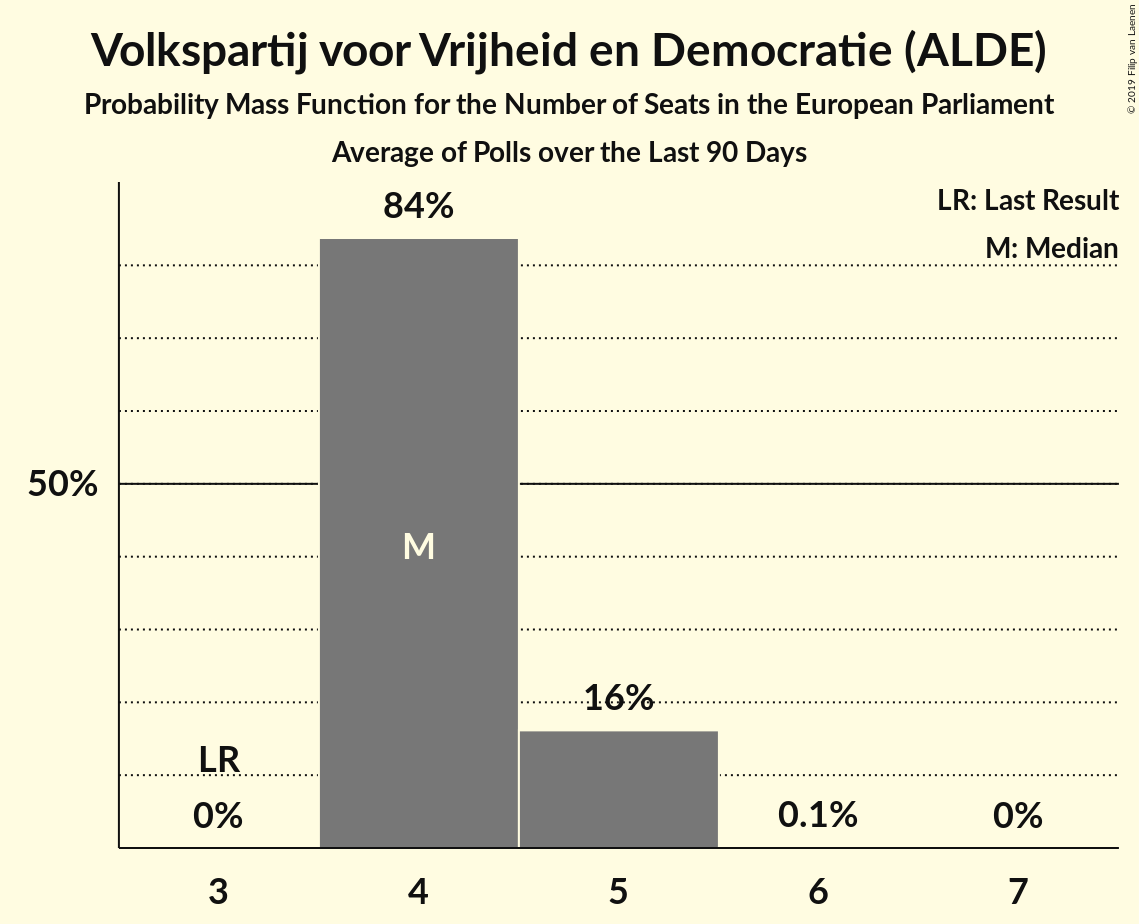 Volkspartij voor Vrijheid en Democratie (ALDE)
Probability Mass Function for the Number of Seats in the European Parliament
Average of Polls over the Last 90 Days
© 2019 Filip van Laenen
LR: Last Result
M: Median
84%
50%
M
16%
LR
0%
0.1%
0%
3 4 5 6 7